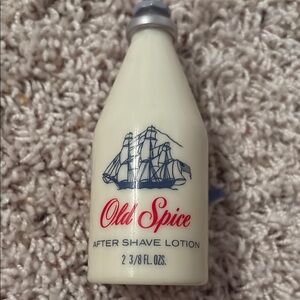 Old Spice
AFTER SHAVE LOTION
2 3/8 FL. OZS.